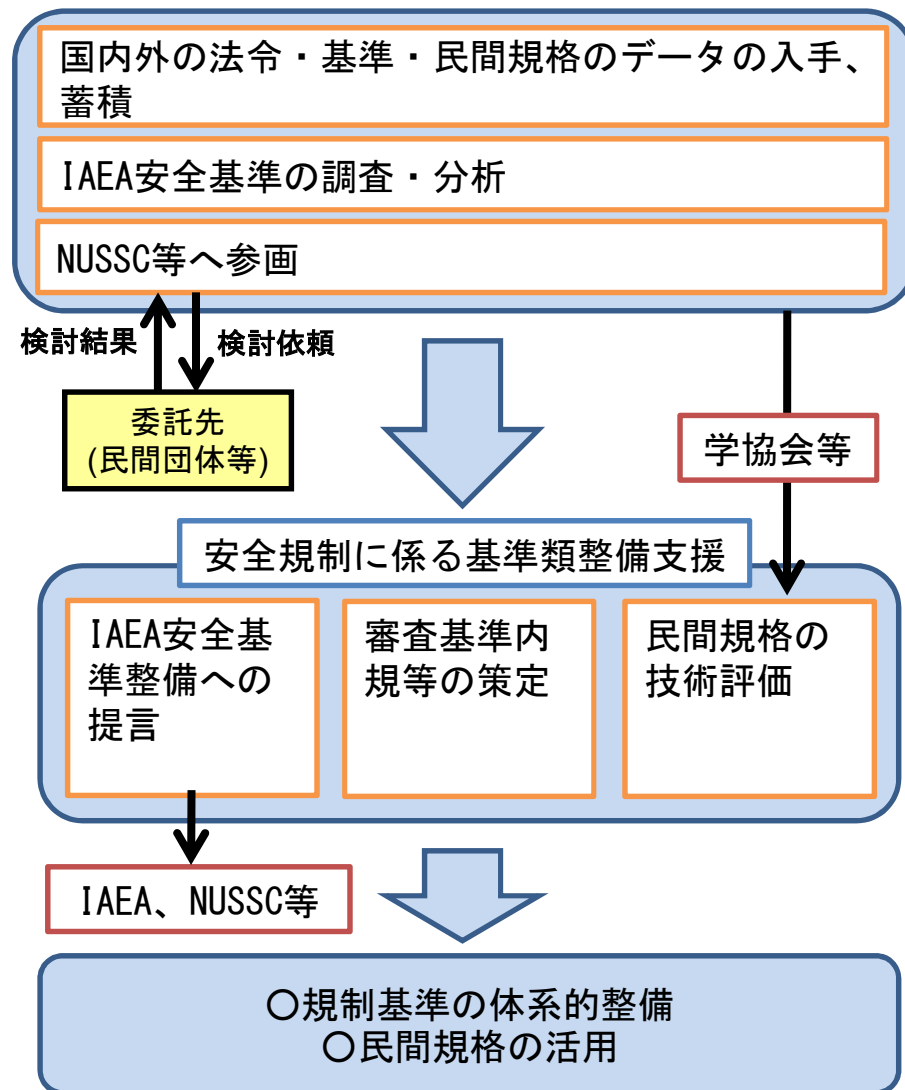 国内外の法令・基準・民間規格のデータの入手、
蓄積
IAEA安全基準の調査・分析
NUSSC等へ参画
検討結果
検討依頼
委託先
(民間団体等)
学協会等
安全規制に係る基準類整備支援
IAEA安全基
準整備への
提言
審査基準内
規等の策定
民間規格の
技術評価
IAEA、NUSSC等
○規制基準の体系的整備
○民間規格の活用